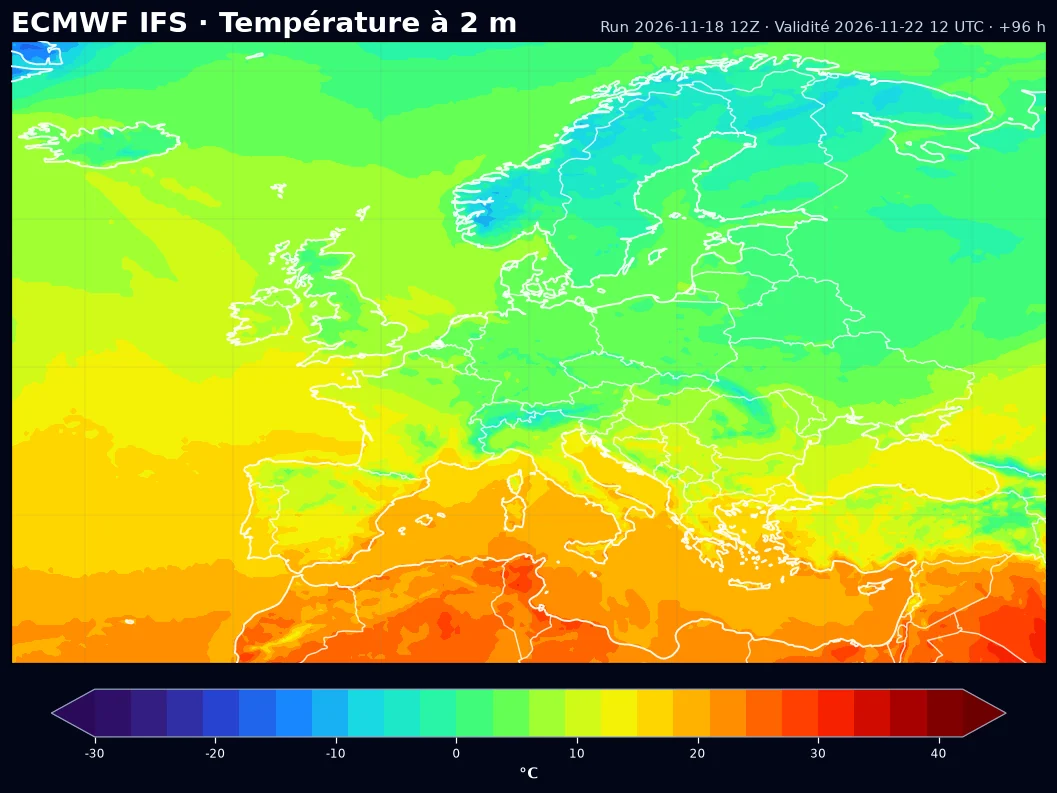 ECMWF IFS · Température à 2 m
Run 2026-11-18 12Z · Validité 2026-11-22 12 UTC · +96 h
-30 -20 -10 0 10 20 30 40
°C